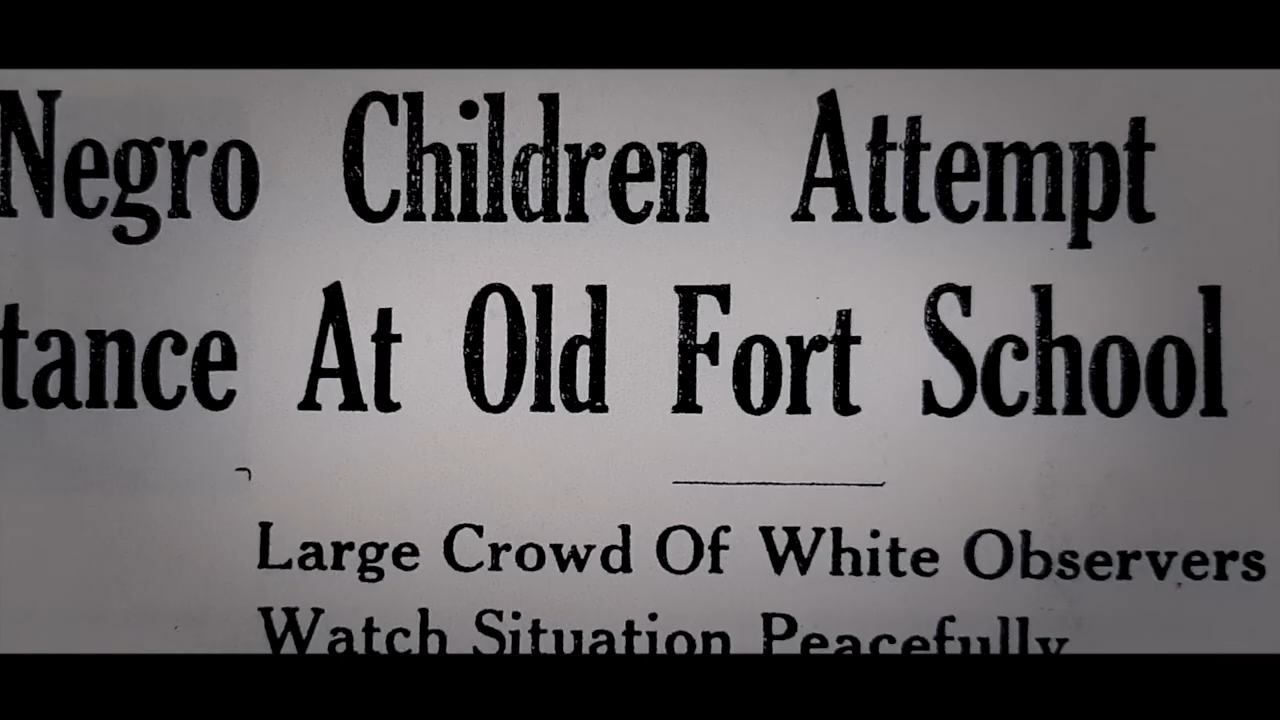 Negro Children Attempt
tance At Old Fort School
Large Crowd Of White Observers
Watch Situation Peacefully